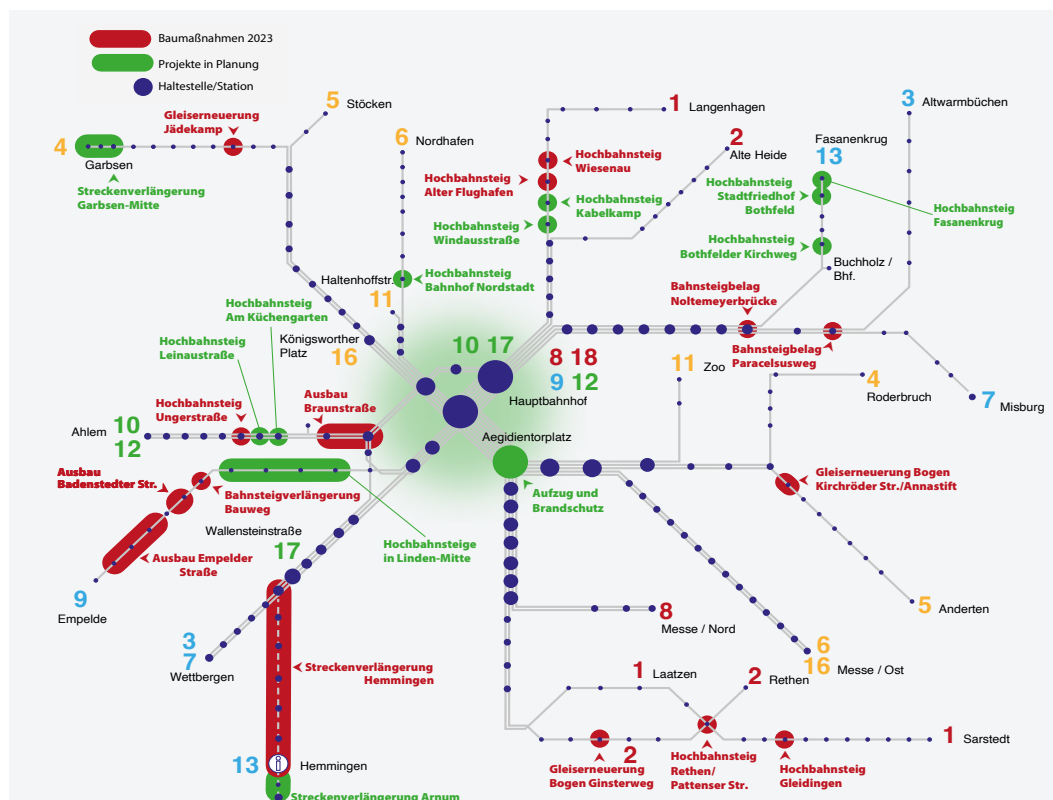 Baumaßnahmen 2023
Projekte in Planung
Haltestelle/Station
4
Garbsen
Streckenverlängerung
Garbsen-Mitte
Gleiserneuerung
Jädekamp
5
Stöcken
6
Nordhafen
Haltenhoffstr.
11
Hochbahnsteig
Bahnhof Nordstadt
1
Langenhagen
2
Alte Heide
Hochbahnsteig
Wiesenau
Hochbahnsteig
Alter Flughafen
Hochbahnsteig
Kabelkamp
Hochbahnsteig
Windausstraße
3
Altwarmbüchen
Fasanenkrug
13
Hochbahnsteig
Stadtfriedhof
Bothfeld
Hochbahnsteig
Fasanenkrug
Hochbahnsteig
Bothfelder Kirchweg
Buchholz /
Bhf.
Bahnsteigbelag
Noltemeyerbrücke
Bahnsteigbelag
Paracelsusweg
7
Misburg
Hochbahnsteig
Am Küchengarten
Hochbahnsteig
Leinaustraße
Königsworther
Platz
16
10 17
8 18
9 12
Hauptbahnhof
11
Zoo
4
Roderbruch
Hochbahnsteig
Ungerstraße
Ausbau
Braunstraße
Ahlem
10
12
Aegidientorplatz
Aufzug und
Brandschutz
Gleiserneuerung Bogen
Kirchröder Str./Annastift
Ausbau
Badenstedter Str.
Bahnsteigverlängerung
Bauweg
Wallensteinstraße
17
Hochbahnsteige
in Linden-Mitte
Ausbau Empelder
Straße
9
Empelde
3
7
Wettbergen
8
Messe / Nord
5
Anderten
6
16
Messe / Ost
Streckenverlängerung
Hemmingen
13
Hemmingen
Streckenverlängerung Arnum
1
Laatzen
2
Rethen
1
Sarstedt
2
Gleiserneuerung
Bogen Ginsterweg
Hochbahnsteig
Rethen/
Pattenser Str.
Hochbahnsteig
Gleidingen